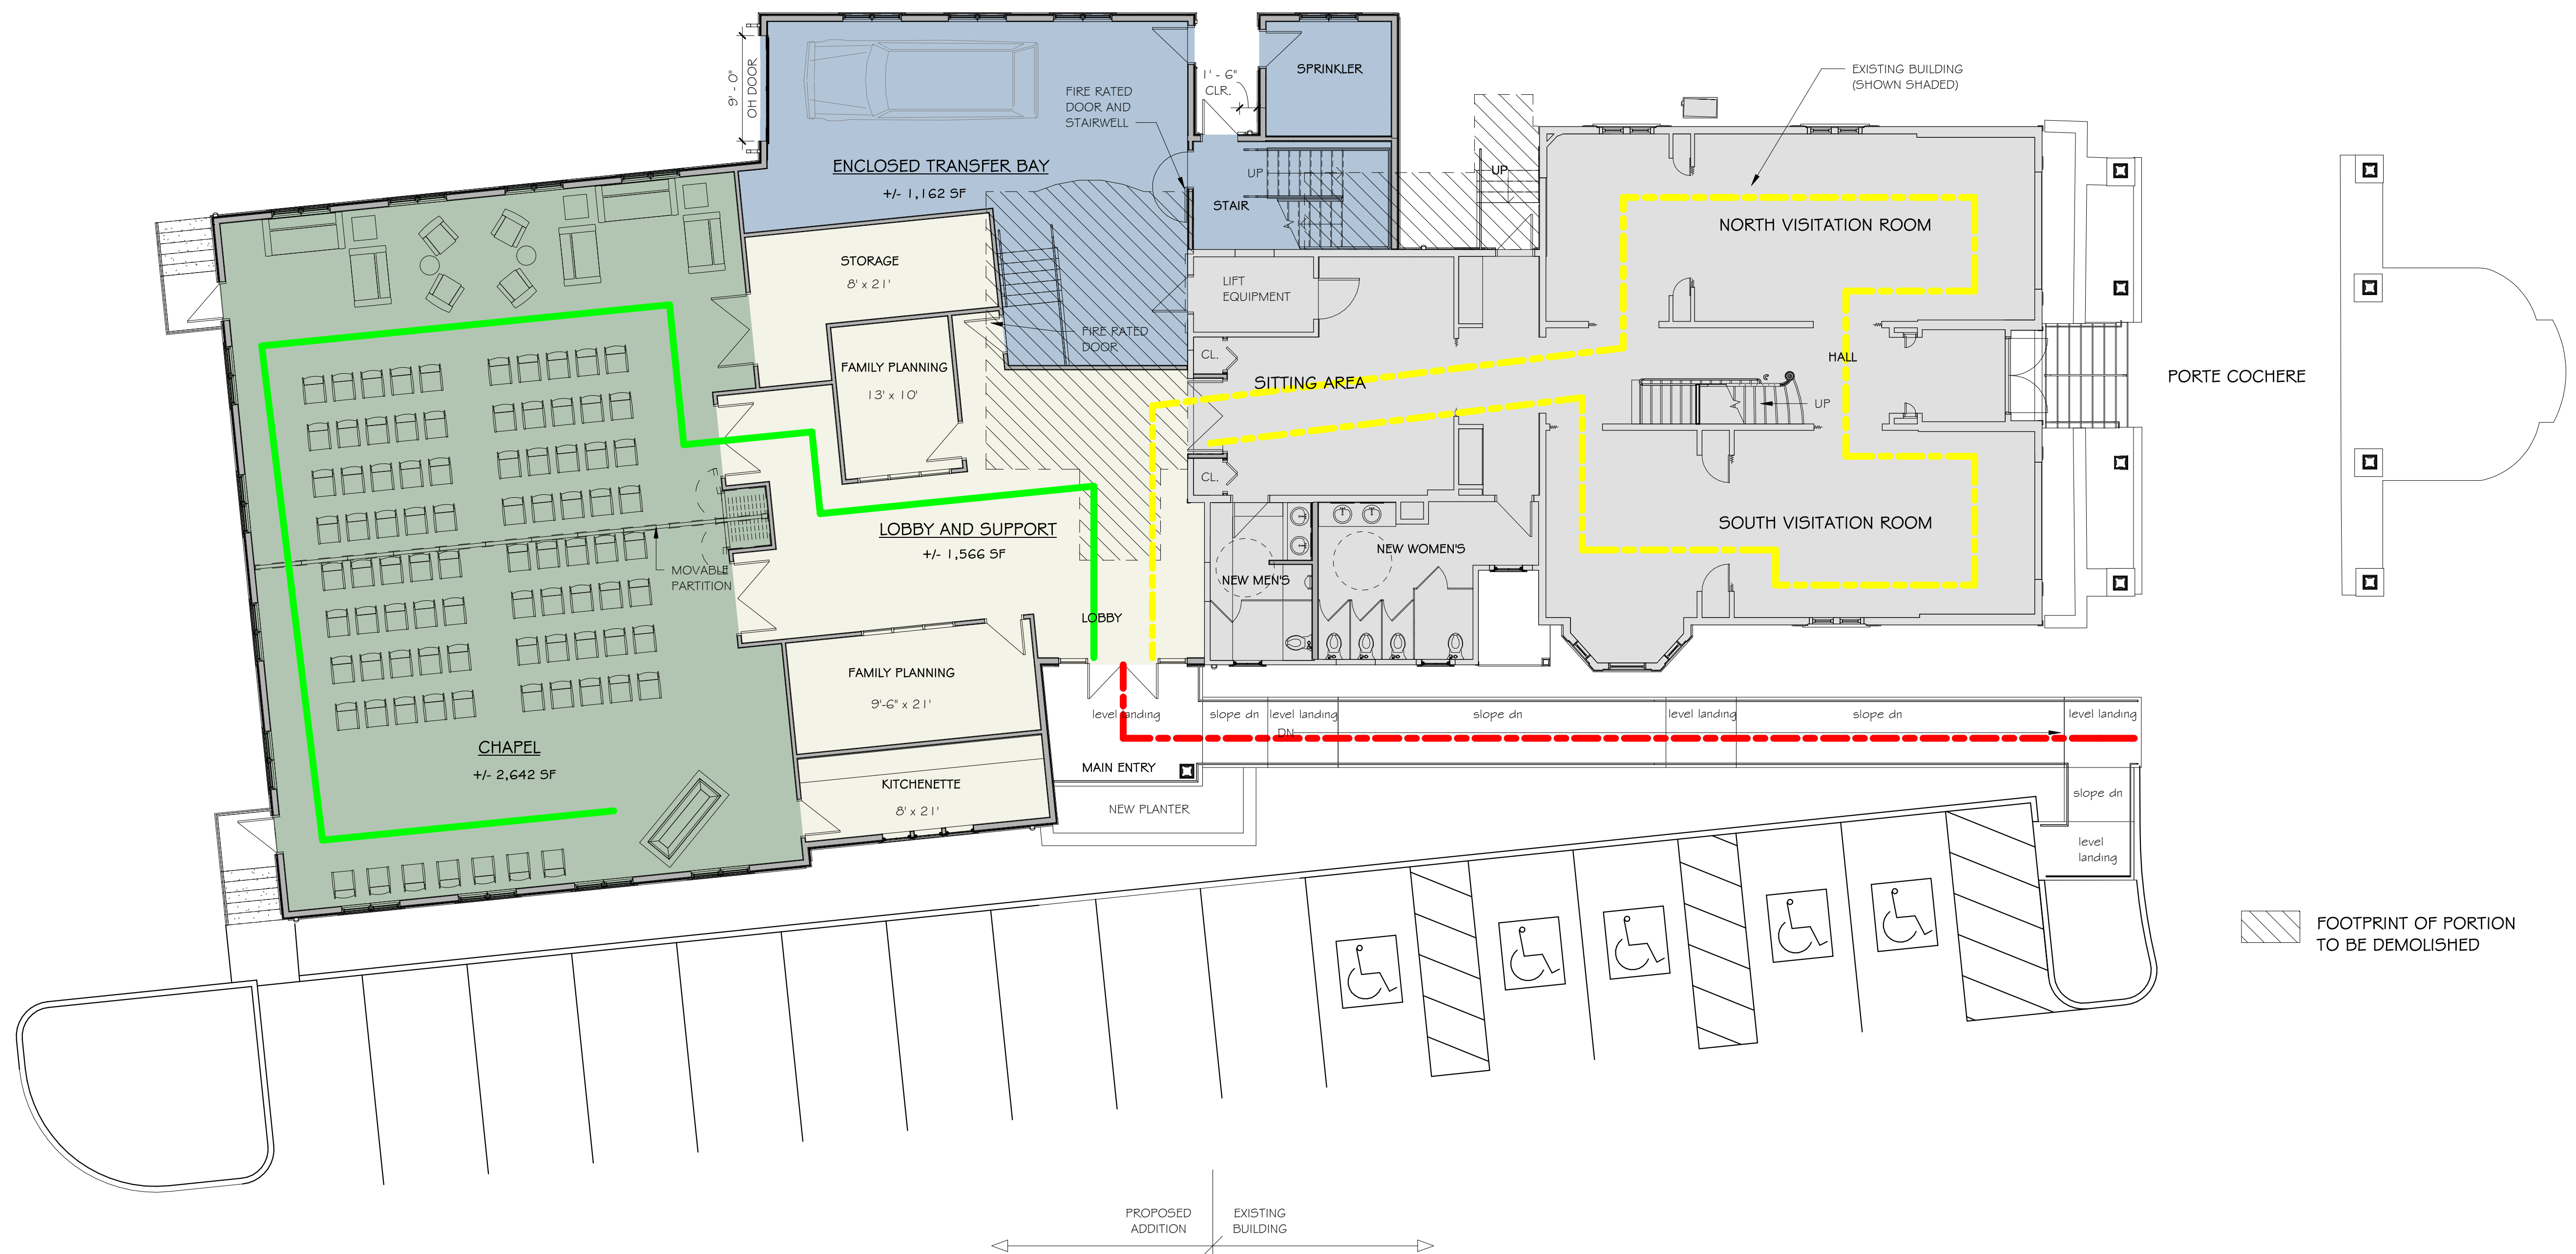 9' - 0"
OH DOOR
FIRE RATED
DOOR AND
STAIRWELL
1' - 6"
CLR.
SPRINKLER
EXISTING BUILDING
(SHOWN SHADED)
ENCLOSED TRANSFER BAY
+/- 1,162 SF
UP
STAIR
UP
NORTH VISITATION ROOM
STORAGE
8' x 21'
LIFT
EQUIPMENT
FIRE RATED
DOOR
FAMILY PLANNING
13' x 10'
CL.
SITTING AREA
HALL
UP
PORTE COCHERE
CL.
LOBBY AND SUPPORT
+/- 1,566 SF
SOUTH VISITATION ROOM
MOVABLE
PARTITION
NEW WOMEN'S
NEW MEN'S
LOBBY
FAMILY PLANNING
9'-6" x 21'
level landing
slope dn
level landing
slope dn
level landing
slope dn
level landing
DN
CHAPEL
+/- 2,642 SF
MAIN ENTRY
KITCHENETTE
8' x 21'
NEW PLANTER
slope dn
level
landing
FOOTPRINT OF PORTION
TO BE DEMOLISHED
PROPOSED
ADDITION
EXISTING
BUILDING